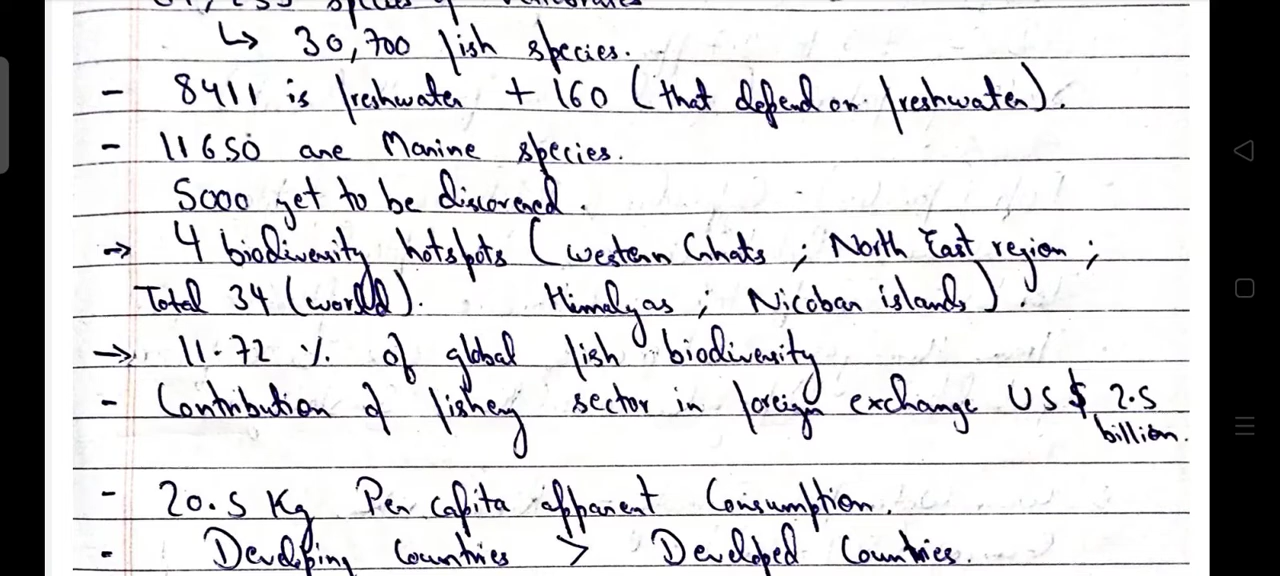 species of vertebrates
↳ 30,700 fish species.
- 8411 is freshwater + 160 (that depend on freshwater).
- 11650 are Marine species.
5000 yet to be discovered.
→ 4 biodiversity hotspots (Western Ghats ; North East region ;
Total 34 (world). Himalyas ; Nicobar islands).
→ 11.72 % of global fish biodiversity
- Contribution of fishery sector in foreign exchange US $ 2.5
billion.
- 20.5 Kg Per capita apparent Consumption.
- Developing Countries > Developed Countries.